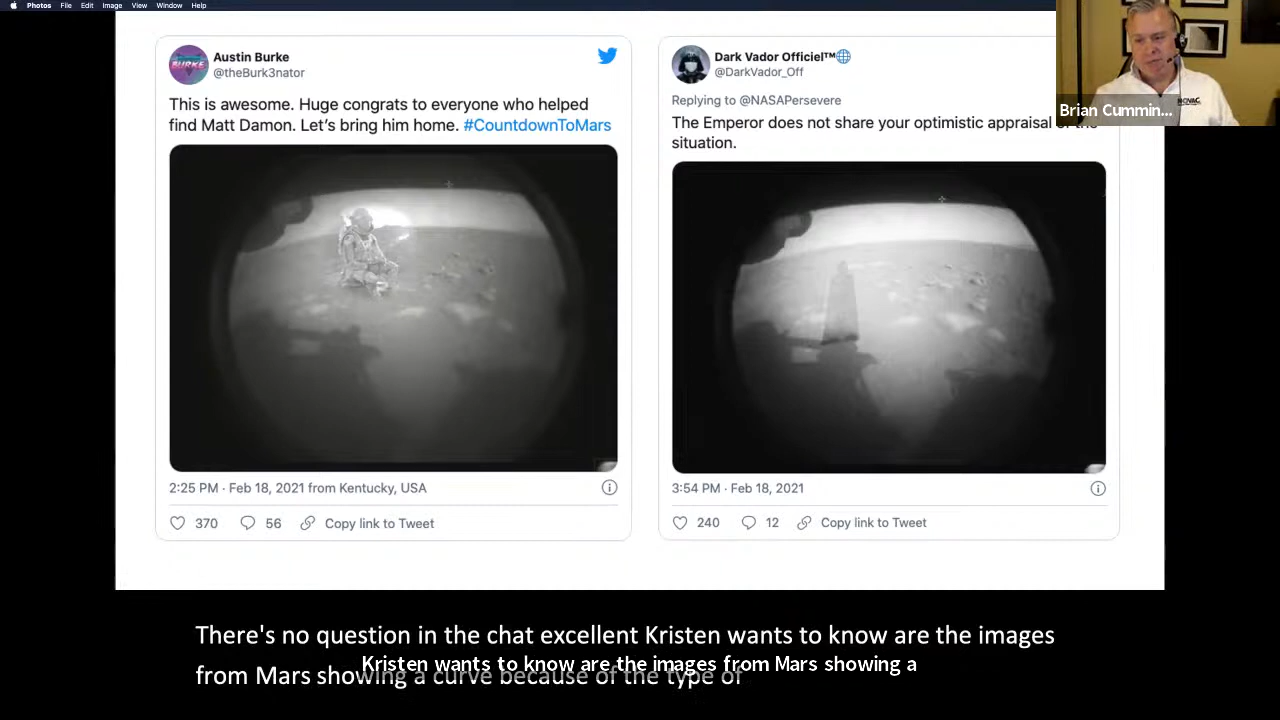 Photos File Edit Image View Window Help
Austin Burke
@theBurk3nator
This is awesome. Huge congrats to everyone who helped
find Matt Damon. Let's bring him home. #CountdownToMars
2:25 PM · Feb 18, 2021 from Kentucky, USA
370 56 Copy link to Tweet
Dark Vador Officiel™
@DarkVador_Off
Replying to @NASAPersevere
The Emperor does not share your optimistic appraisal of the
situation.
3:54 PM · Feb 18, 2021
240 12 Copy link to Tweet
BURKE
Brian Cummin...
There's no question in the chat excellent Kristen wants to know are the images
from Mars showing a curve because of the type of
Kristen wants to know are the images from Mars showing a